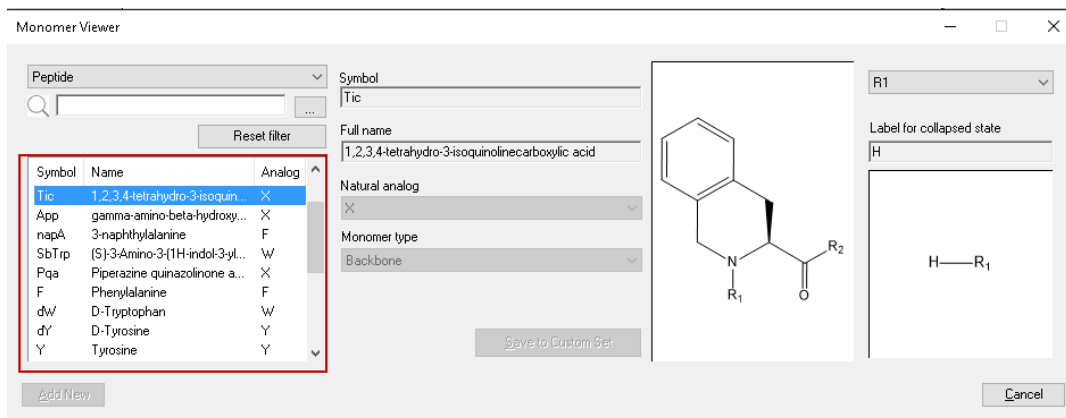 Monomer Viewer
Peptide
...
Reset filter
Symbol Name Analog
Tic 1,2,3,4-tetrahydro-3-isoquin... X
App gamma-amino-beta-hydroxy... X
napA 3-naphthylalanine F
SbTrp (S)-3-Amino-3-(1H-indol-3-yl... W
Pqa Piperazine quinazolinone a... X
F Phenylalanine F
dW D-Tryptophan W
dY D-Tyrosine Y
Y Tyrosine Y
Add New
Symbol
Tic
Full name
1,2,3,4-tetrahydro-3-isoquinolinecarboxylic acid
Natural analog
X
Monomer type
Backbone
Save to Custom Set
R2
N
R1
O
R1
Label for collapsed state
H
H R1
Cancel